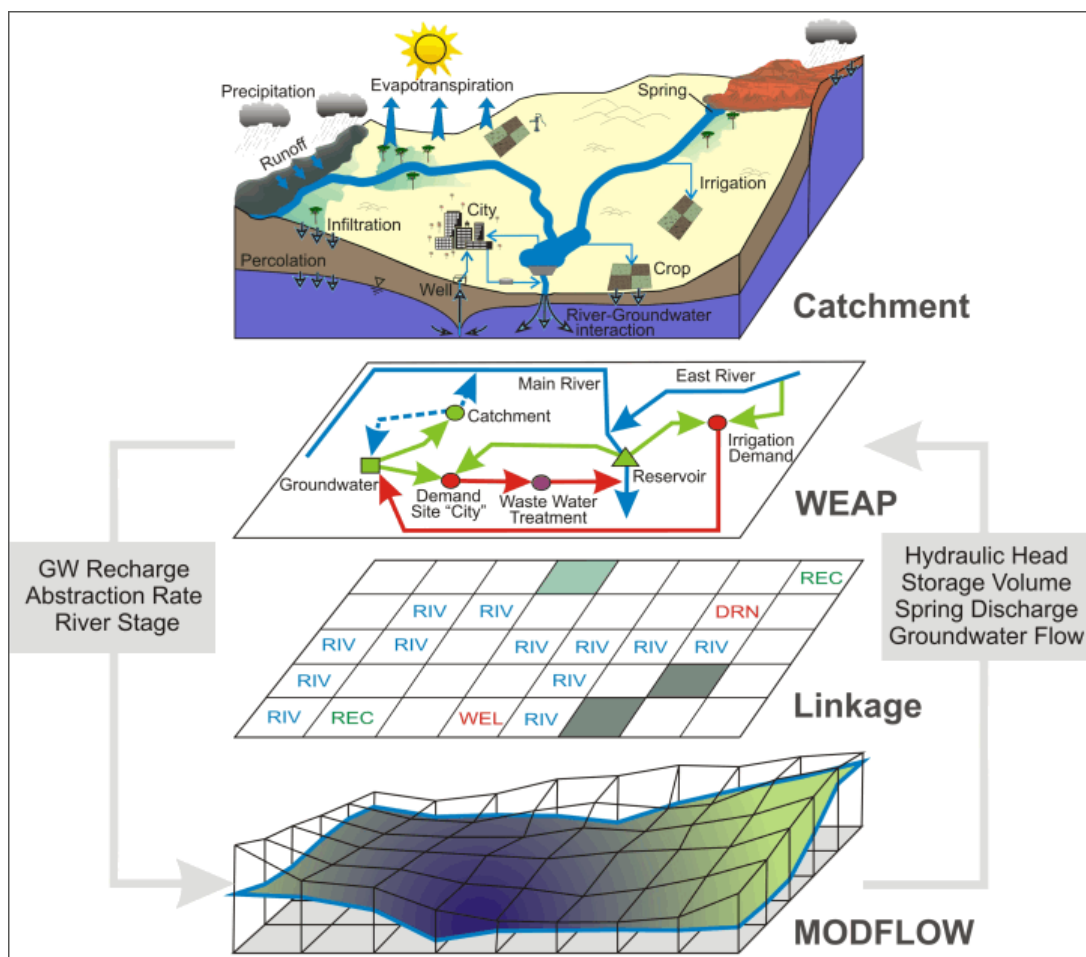 Precipitation
Evapotranspiration
Spring
Runoff
Irrigation
City
Infiltration
Percolation
Well
Crop
River-Groundwater
interaction
Catchment
Main River
East River
Catchment
Irrigation
Demand
Groundwater
Demand
Site "City"
Waste Water
Treatment
Reservoir
WEAP
GW Recharge
Abstraction Rate
River Stage
Hydraulic Head
Storage Volume
Spring Discharge
Groundwater Flow
REC
RIV RIV DRN
RIV RIV RIV RIV RIV RIV
RIV RIV
RIV REC WEL RIV
Linkage
MODFLOW